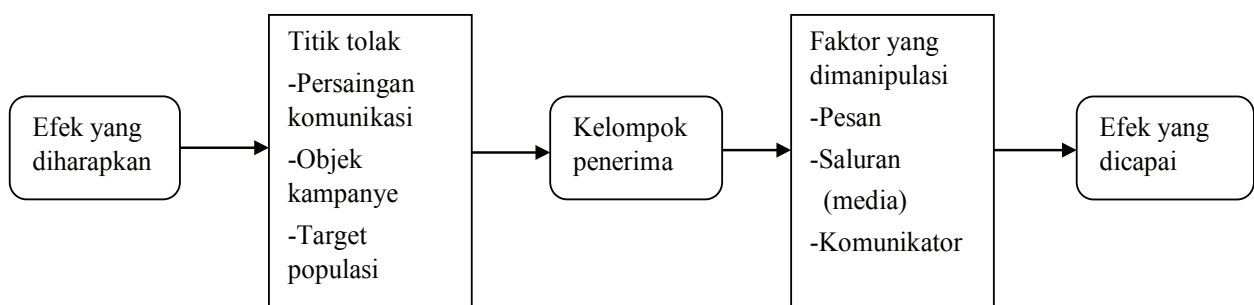 Efek yang
diharapkan
Titik tolak
-Persaingan
komunikasi
-Objek
kampanye
-Target
populasi
Kelompok
penerima
Faktor yang
dimanipulasi
-Pesan
-Saluran
(media)
-Komunikator
Efek yang
dicapai